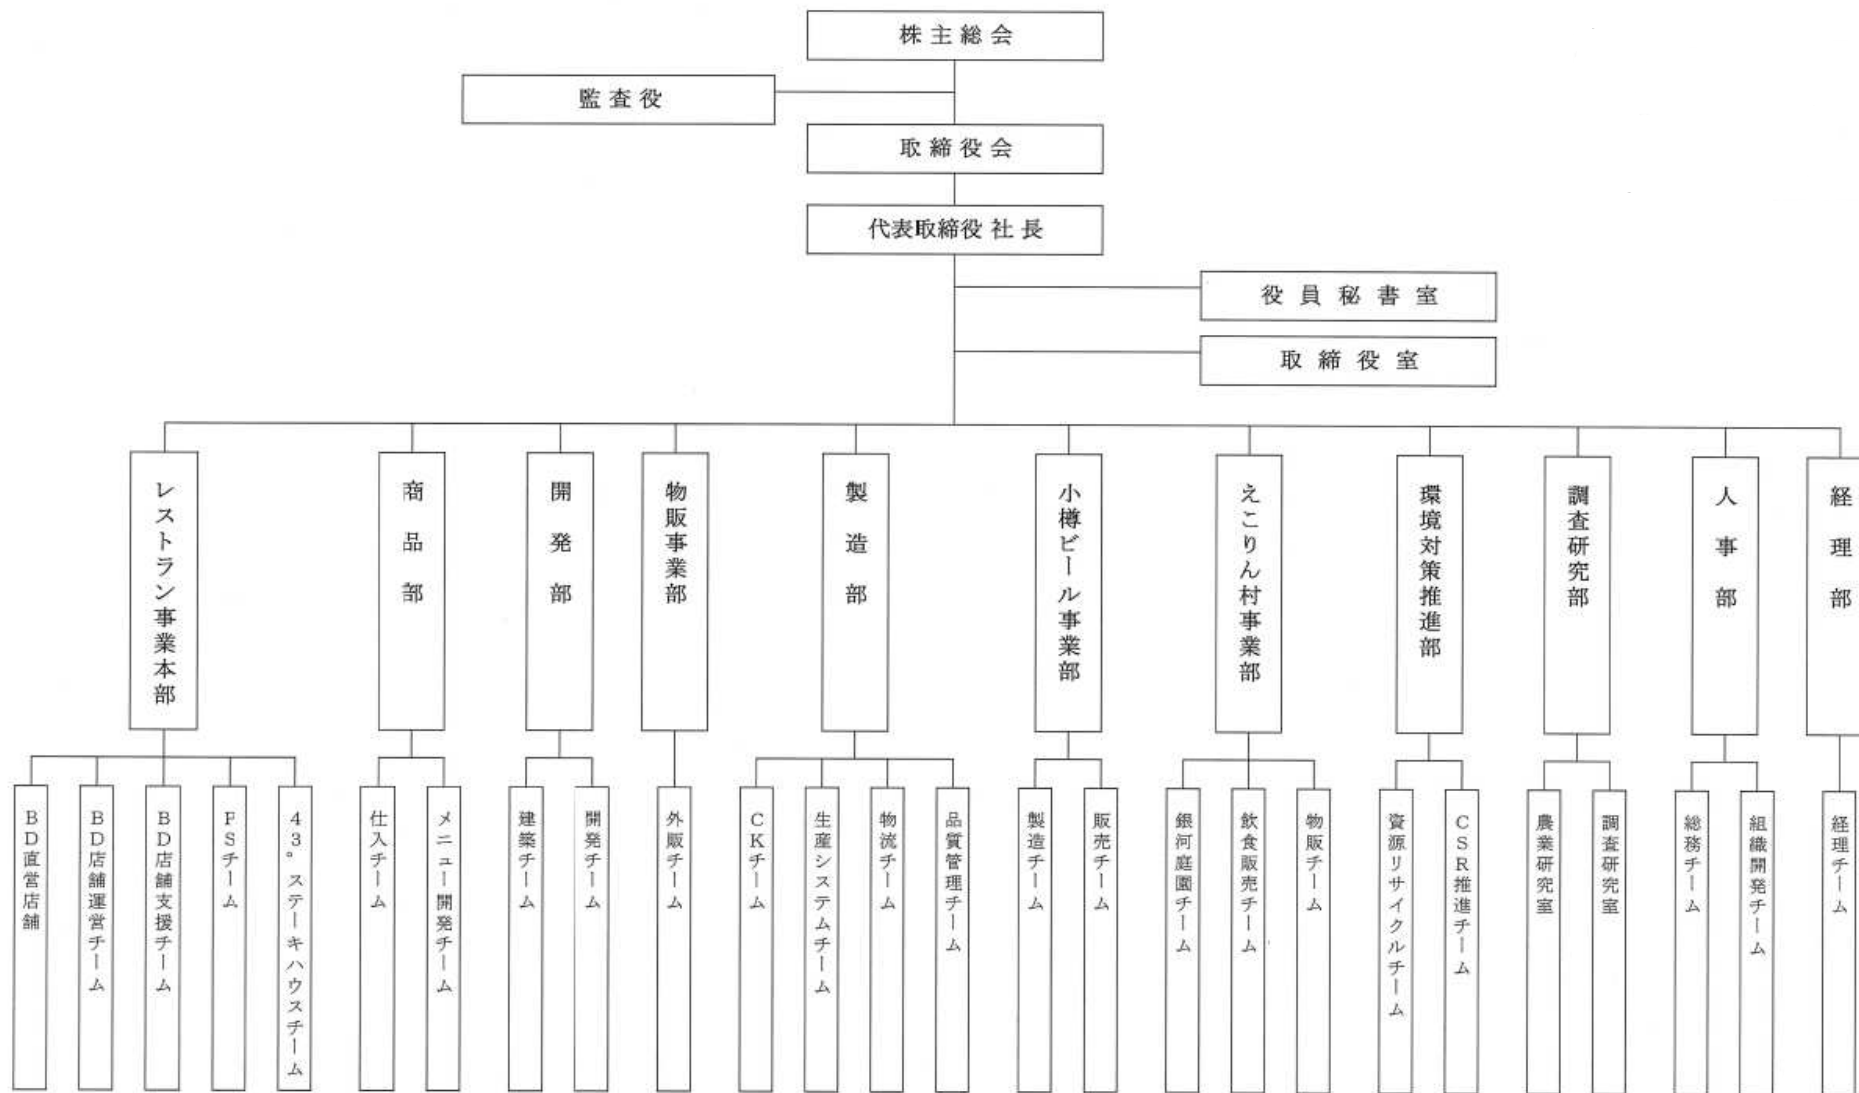 株主総会
監査役
取締役会
代表取締役社長
役員秘書室
取締役室
レストラン事業本部
商品部
開発部
物販事業部
製造部
小樽ビール事業部
えこりん村事業部
環境対策推進部
調査研究部
人事部
経理部
BD直営店舗
BD店舗運営チーム
BD店舗支援チーム
FSチーム
43°ステーキハウスチーム
仕入チーム
メニュー開発チーム
建築チーム
開発チーム
外販チーム
CKチーム
生産システムチーム
物流チーム
品質管理チーム
製造チーム
販売チーム
銀河庭園チーム
飲食販売チーム
物販チーム
資源リサイクルチーム
CSR推進チーム
農業研究室
調査研究室
総務チーム
組織開発チーム
経理チーム